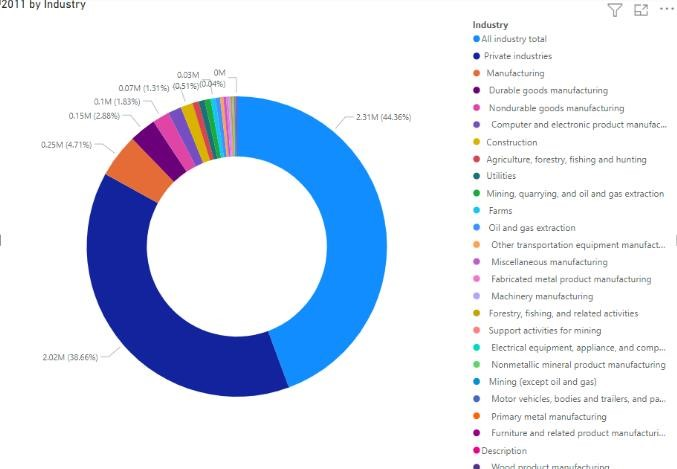 2011 by Industry
0M
0.03M
0.07M (1.31%)
(0.51%)
(0.04%)
0.1M (1.83%)
0.15M (2.88%)
0.25M (4.71%)
2.31M (44.36%)
2.02M (38.66%)
Industry
All industry total
Private industries
Manufacturing
Durable goods manufacturing
Nondurable goods manufacturing
Computer and electronic product manufac...
Construction
Agriculture, forestry, fishing and hunting
Utilities
Mining, quarrying, and oil and gas extraction
Farms
Oil and gas extraction
Other transportation equipment manufact...
Miscellaneous manufacturing
Fabricated metal product manufacturing
Machinery manufacturing
Forestry, fishing, and related activities
Support activities for mining
Electrical equipment, appliance, and comp...
Nonmetallic mineral product manufacturing
Mining (except oil and gas)
Motor vehicles, bodies and trailers, and pa...
Primary metal manufacturing
Furniture and related product manufacturi...
Description
Wood product manufacturing